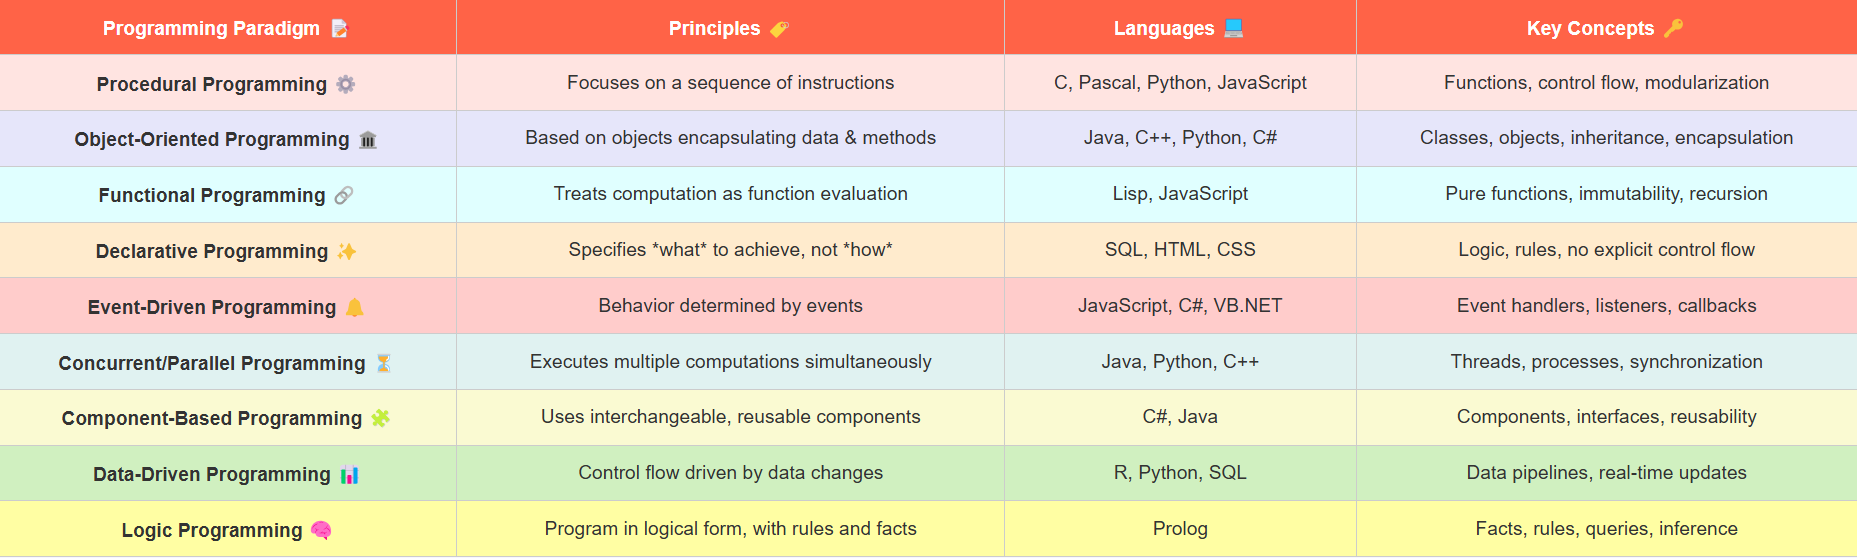 Programming Paradigm 📝 Principles 🏷️ Languages 💻 Key Concepts 🔑
Procedural Programming ⚙️ Focuses on a sequence of instructions C, Pascal, Python, JavaScript Functions, control flow, modularization
Object-Oriented Programming 🏛️ Based on objects encapsulating data & methods Java, C++, Python, C# Classes, objects, inheritance, encapsulation
Functional Programming 🔗 Treats computation as function evaluation Lisp, JavaScript Pure functions, immutability, recursion
Declarative Programming ✨ Specifies *what* to achieve, not *how* SQL, HTML, CSS Logic, rules, no explicit control flow
Event-Driven Programming 🔔 Behavior determined by events JavaScript, C#, VB.NET Event handlers, listeners, callbacks
Concurrent/Parallel Programming ⏳ Executes multiple computations simultaneously Java, Python, C++ Threads, processes, synchronization
Component-Based Programming 🧩 Uses interchangeable, reusable components C#, Java Components, interfaces, reusability
Data-Driven Programming 📊 Control flow driven by data changes R, Python, SQL Data pipelines, real-time updates
Logic Programming 🧠 Program in logical form, with rules and facts Prolog Facts, rules, queries, inference